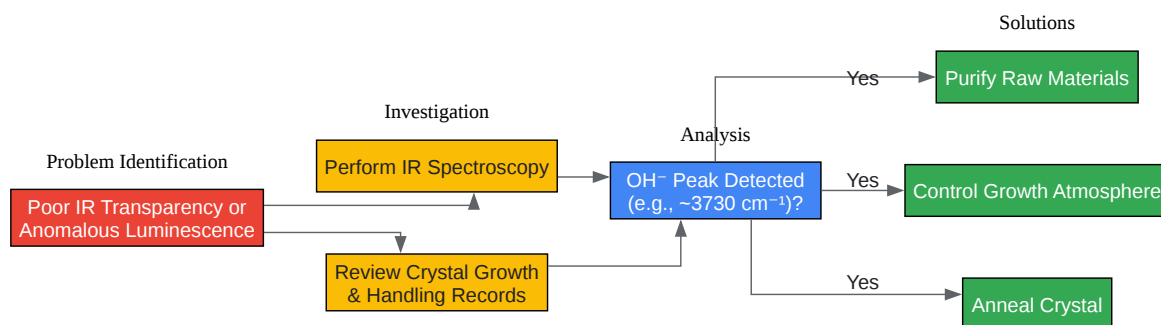 Problem Identification
Poor IR Transparency or
Anomalous Luminescence
Investigation
Perform IR Spectroscopy
Review Crystal Growth
& Handling Records
Analysis
OH⁻ Peak Detected
(e.g., ~3730 cm⁻¹)?
Solutions
Yes
Purify Raw Materials
Yes
Control Growth Atmosphere
Yes
Anneal Crystal